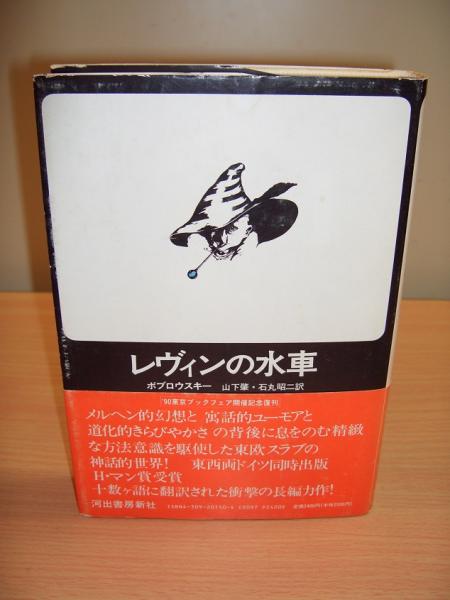 レヴィンの水車
ボブロウスキー 山下肇・石丸昭二訳
'90東京ブックフェア開催記念復刊
メルヘン的幻想と 寓話的ユーモアと
道化的きらびやかさ の背後に息をのむ精緻
な方法意識を駆使した東欧スラブの
神話的世界! 東西両ドイツ同時出版
H・マン賞受賞
十数ヶ語に翻訳された衝撃の長編力作!
河出書房新社